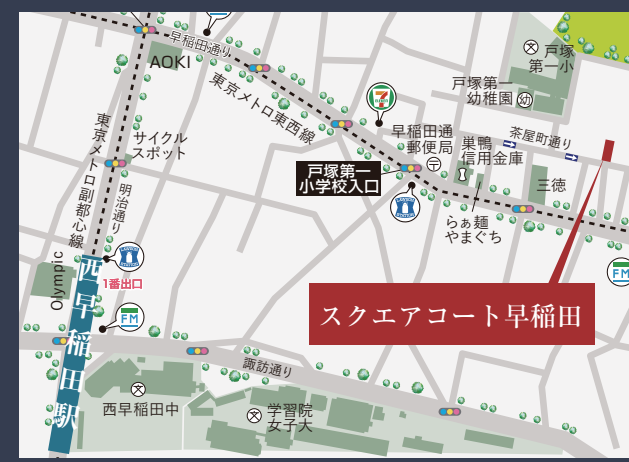 早稲田通り
AOKI
東京メトロ東西線
戸塚
第一小
戸塚第一
幼稚園
幼
文
茶屋町通り
早稲田通
郵便局
巣鴨
信用金庫
三徳
らぁ麺
やまぐち
戸塚第一
小学校入口
サイクル
スポット
東京メトロ副都心線
明治通り
Olympic
1番出口
西早稲田駅
FM
FM
スクエアコート早稲田
諏訪通り
文
西早稲田中
文
学習院
女子大